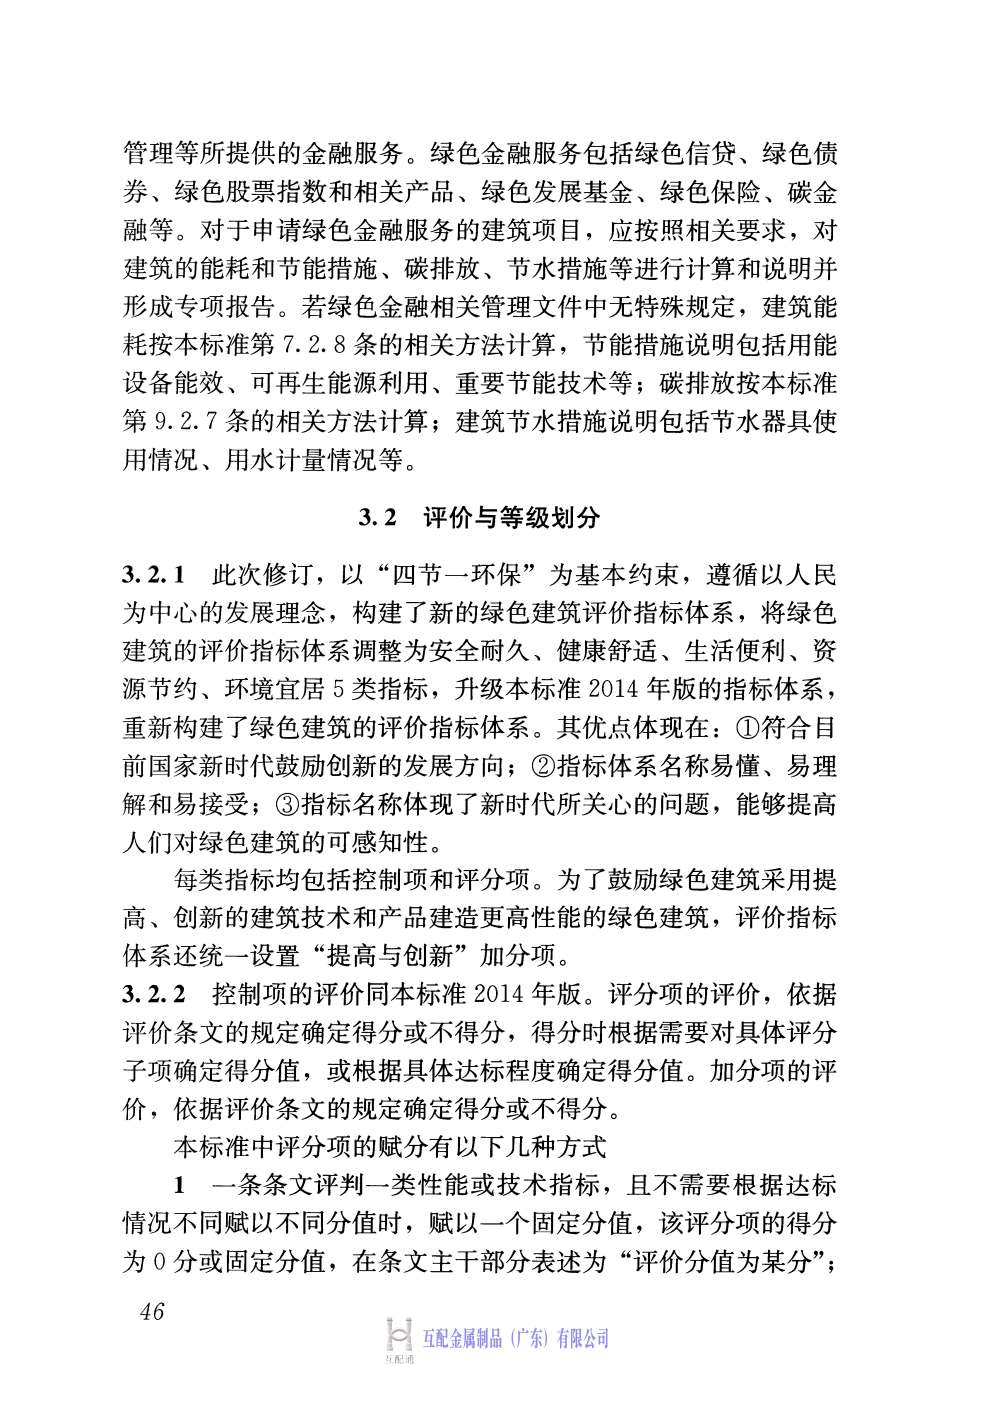 管理等所提供的金融服务。绿色金融服务包括绿色信贷、绿色债
券、绿色股票指数和相关产品、绿色发展基金、绿色保险、碳金
融等。对于申请绿色金融服务的建筑项目，应按照相关要求，对
建筑的能耗和节能措施、碳排放、节水措施等进行计算和说明并
形成专项报告。若绿色金融相关管理文件中无特殊规定，建筑能
耗按本标准第 7.2.8 条的相关方法计算，节能措施说明包括用能
设备能效、可再生能源利用、重要节能技术等；碳排放按本标准
第 9.2.7 条的相关方法计算；建筑节水措施说明包括节水器具使
用情况、用水计量情况等。
3.2 评价与等级划分
3.2.1 此次修订，以“四节一环保”为基本约束，遵循以人民
为中心的发展理念，构建了新的绿色建筑评价指标体系，将绿色
建筑的评价指标体系调整为安全耐久、健康舒适、生活便利、资
源节约、环境宜居 5 类指标，升级本标准 2014 年版的指标体系，
重新构建了绿色建筑的评价指标体系。其优点体现在：①符合目
前国家新时代鼓励创新的发展方向；②指标体系名称易懂、易理
解和易接受；③指标名称体现了新时代所关心的问题，能够提高
人们对绿色建筑的可感知性。
每类指标均包括控制项和评分项。为了鼓励绿色建筑采用提
高、创新的建筑技术和产品建造更高性能的绿色建筑，评价指标
体系还统一设置“提高与创新”加分项。
3.2.2 控制项的评价同本标准 2014 年版。评分项的评价，依据
评价条文的规定确定得分或不得分，得分时根据需要对具体评分
子项确定得分值，或根据具体达标程度确定得分值。加分项的评
价，依据评价条文的规定确定得分或不得分。
本标准中评分项的赋分有以下几种方式
1 一条条文评判一类性能或技术指标，且不需要根据达标
情况不同赋以不同分值时，赋以一个固定分值，该评分项的得分
为 0 分或固定分值，在条文主干部分表述为“评价分值为某分”；
46
互配金属制品（广东）有限公司
互配通